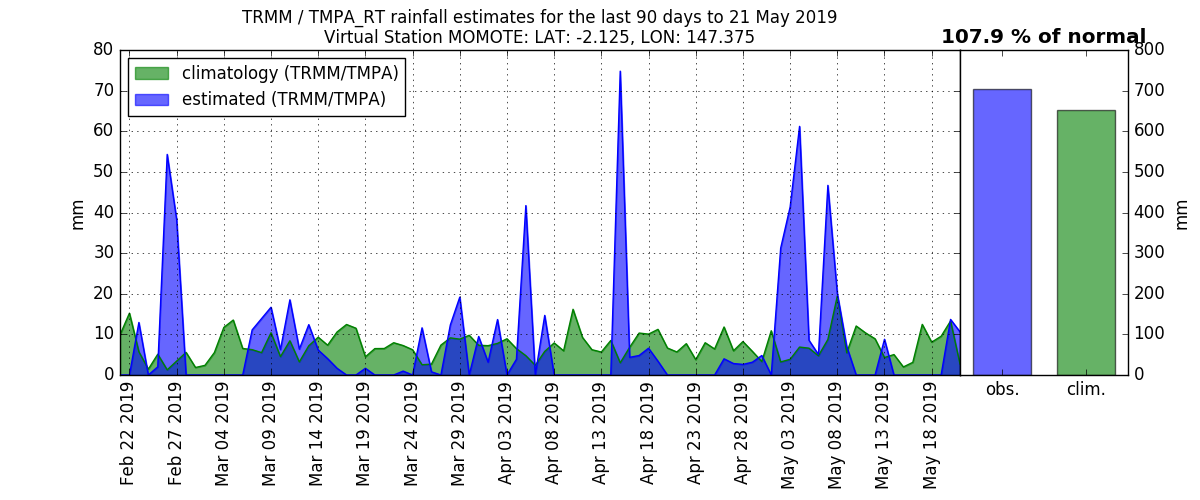 TRMM / TMPA_RT rainfall estimates for the last 90 days to 21 May 2019
Virtual Station MOMOTE: LAT: -2.125, LON: 147.375
107.9 % of normal
climatology (TRMM/TMPA)
estimated (TRMM/TMPA)
mm
80
70
60
50
40
30
20
10
0
Feb 22 2019
Feb 27 2019
Mar 04 2019
Mar 09 2019
Mar 14 2019
Mar 19 2019
Mar 24 2019
Mar 29 2019
Apr 03 2019
Apr 08 2019
Apr 13 2019
Apr 18 2019
Apr 23 2019
Apr 28 2019
May 03 2019
May 08 2019
May 13 2019
May 18 2019
800
700
600
500
400
300
200
100
0
mm
obs.
clim.